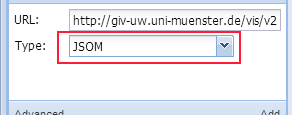 URL: http://giv-uw.uni-muenster.de/vis/v2
Type: JSOM
Advanced Add